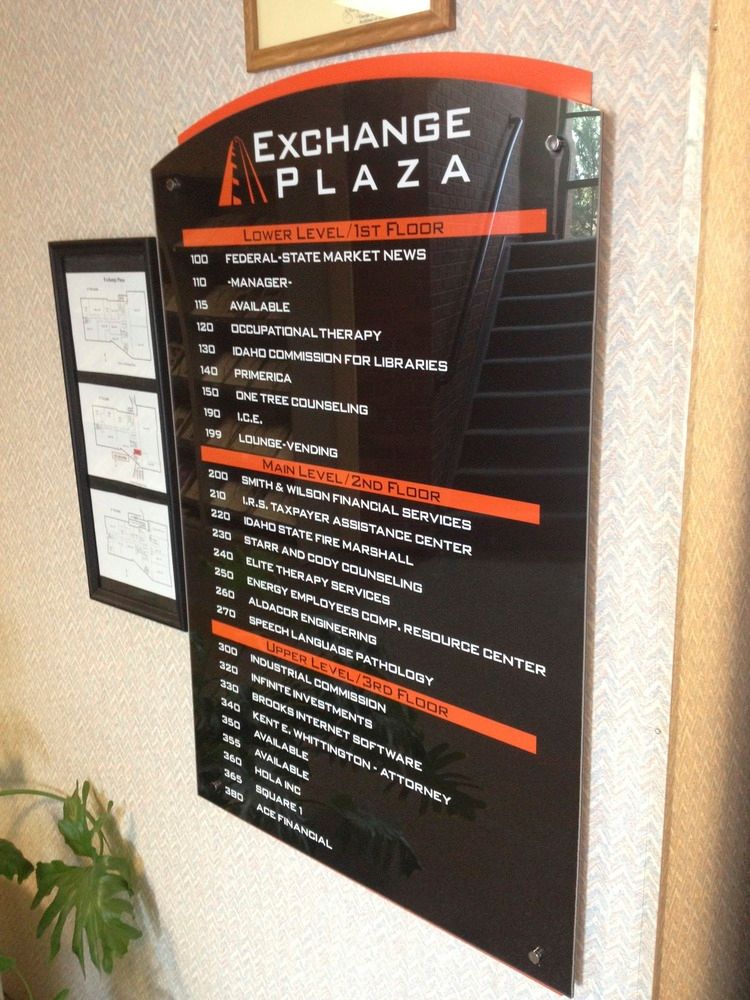 EXCHANGE
PLAZA
LOWER LEVEL/1ST FLOOR
100 FEDERAL-STATE MARKET NEWS
110 -MANAGER-
115 AVAILABLE
120 OCCUPATIONAL THERAPY
130 IDAHO COMMISSION FOR LIBRARIES
140 PRIMERICA
150 ONE TREE COUNSELING
190 I.C.E.
199 LOUNGE-VENDING
MAIN LEVEL/2ND FLOOR
200 SMITH & WILSON FINANCIAL SERVICES
210 I.R.S. TAXPAYER ASSISTANCE CENTER
220 IDAHO STATE FIRE MARSHALL
230 STARR AND CODY COUNSELING
240 ELITE THERAPY SERVICES
250 ENERGY EMPLOYEES COMP. RESOURCE CENTER
260 ALDACOR ENGINEERING
270 SPEECH LANGUAGE PATHOLOGY
UPPER LEVEL/3RD FLOOR
300 INDUSTRIAL COMMISSION
320 INFINITE INVESTMENTS
330 BROOKS INTERNET SOFTWARE
340 KENT E. WHITTINGTON - ATTORNEY
350 AVAILABLE
355 AVAILABLE
360 HOLA INC
365 SQUARE 1
380 ACE FINANCIAL
Exchange Plaza